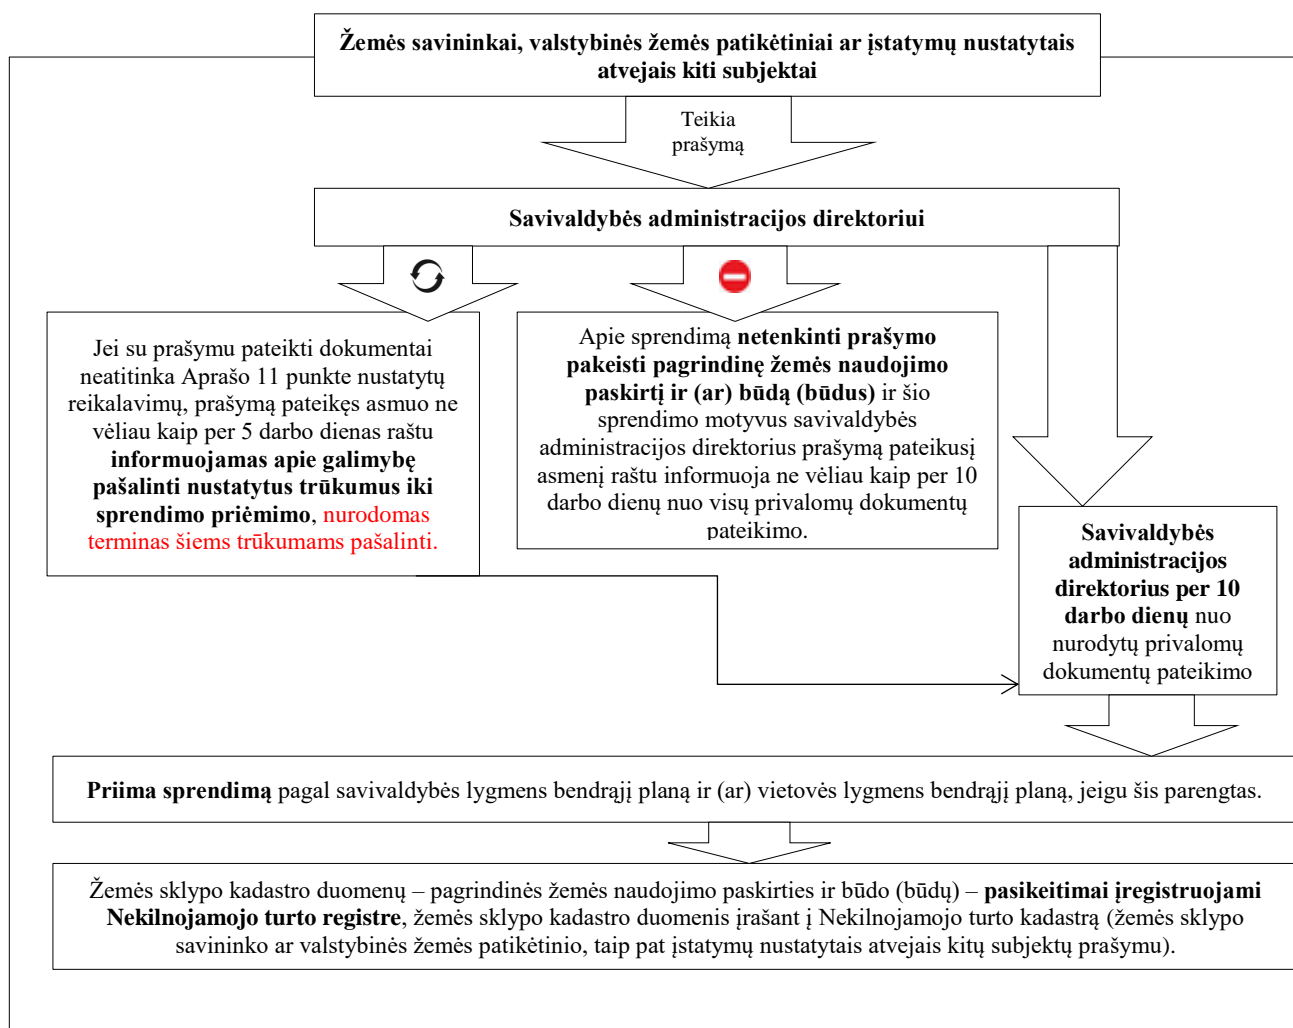 Žemės savininkai, valstybinės žemės patikėtiniai ar įstatymų nustatytais
atvejais kiti subjektai
Teikia
prašymą
Savivaldybės administracijos direktoriui
Jei su prašymu pateikti dokumentai
neatitinka Aprašo 11 punkte nustatytų
reikalavimų, prašymą pateikęs asmuo ne
vėliau kaip per 5 darbo dienas raštu
informuojamas apie galimybę
pašalinti nustatytus trūkumus iki
sprendimo priėmimo, nurodomas
terminas šiems trūkumams pašalinti.
Apie sprendimą netenkinti prašymo
pakeisti pagrindinę žemės naudojimo
paskirtį ir (ar) būdą (būdus) ir šio
sprendimo motyvus savivaldybės
administracijos direktorius prašymą pateikusį
asmenį raštu informuoja ne vėliau kaip per 10
darbo dienų nuo visų privalomų dokumentų
pateikimo.
Savivaldybės
administracijos
direktorius per 10
darbo dienų nuo
nurodytų privalomų
dokumentų pateikimo
Priima sprendimą pagal savivaldybės lygmens bendrąjį planą ir (ar) vietovės lygmens bendrąjį planą, jeigu šis parengtas.
Žemės sklypo kadastro duomenų – pagrindinės žemės naudojimo paskirties ir būdo (būdų) – pasikeitimai įregistruojami
Nekilnojamojo turto registre, žemės sklypo kadastro duomenis įrašant į Nekilnojamojo turto kadastrą (žemės sklypo
savininko ar valstybinės žemės patikėtinio, taip pat įstatymų nustatytais atvejais kitų subjektų prašymu).